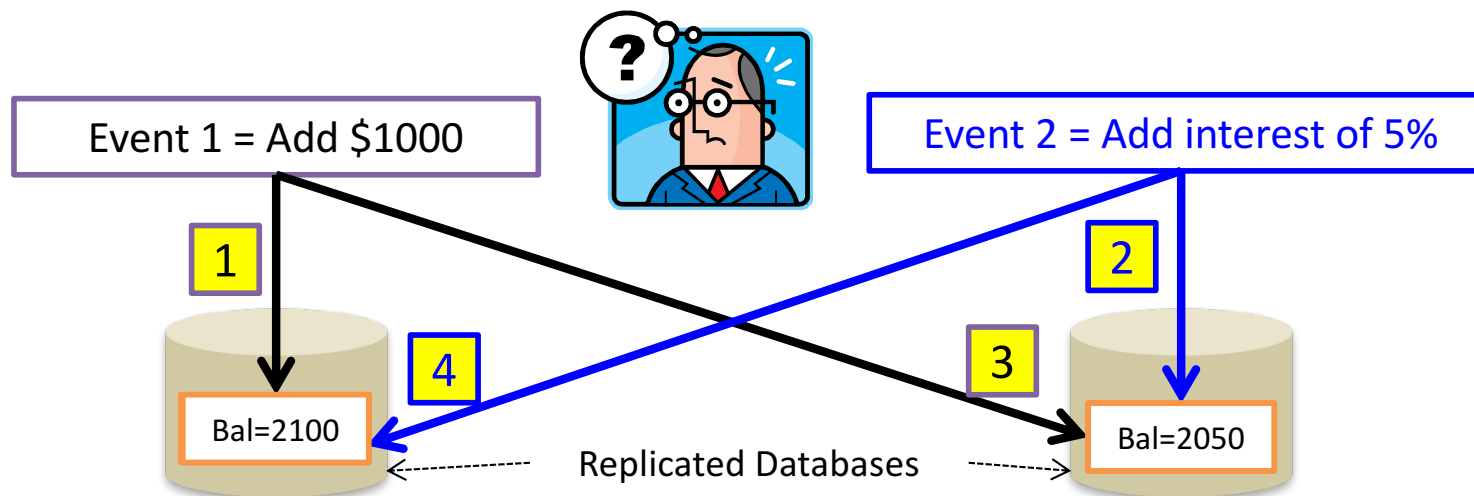 ?
Event 1 = Add $1000
Event 2 = Add interest of 5%
1
2
3
4
Bal=2100
Bal=2050
Replicated Databases